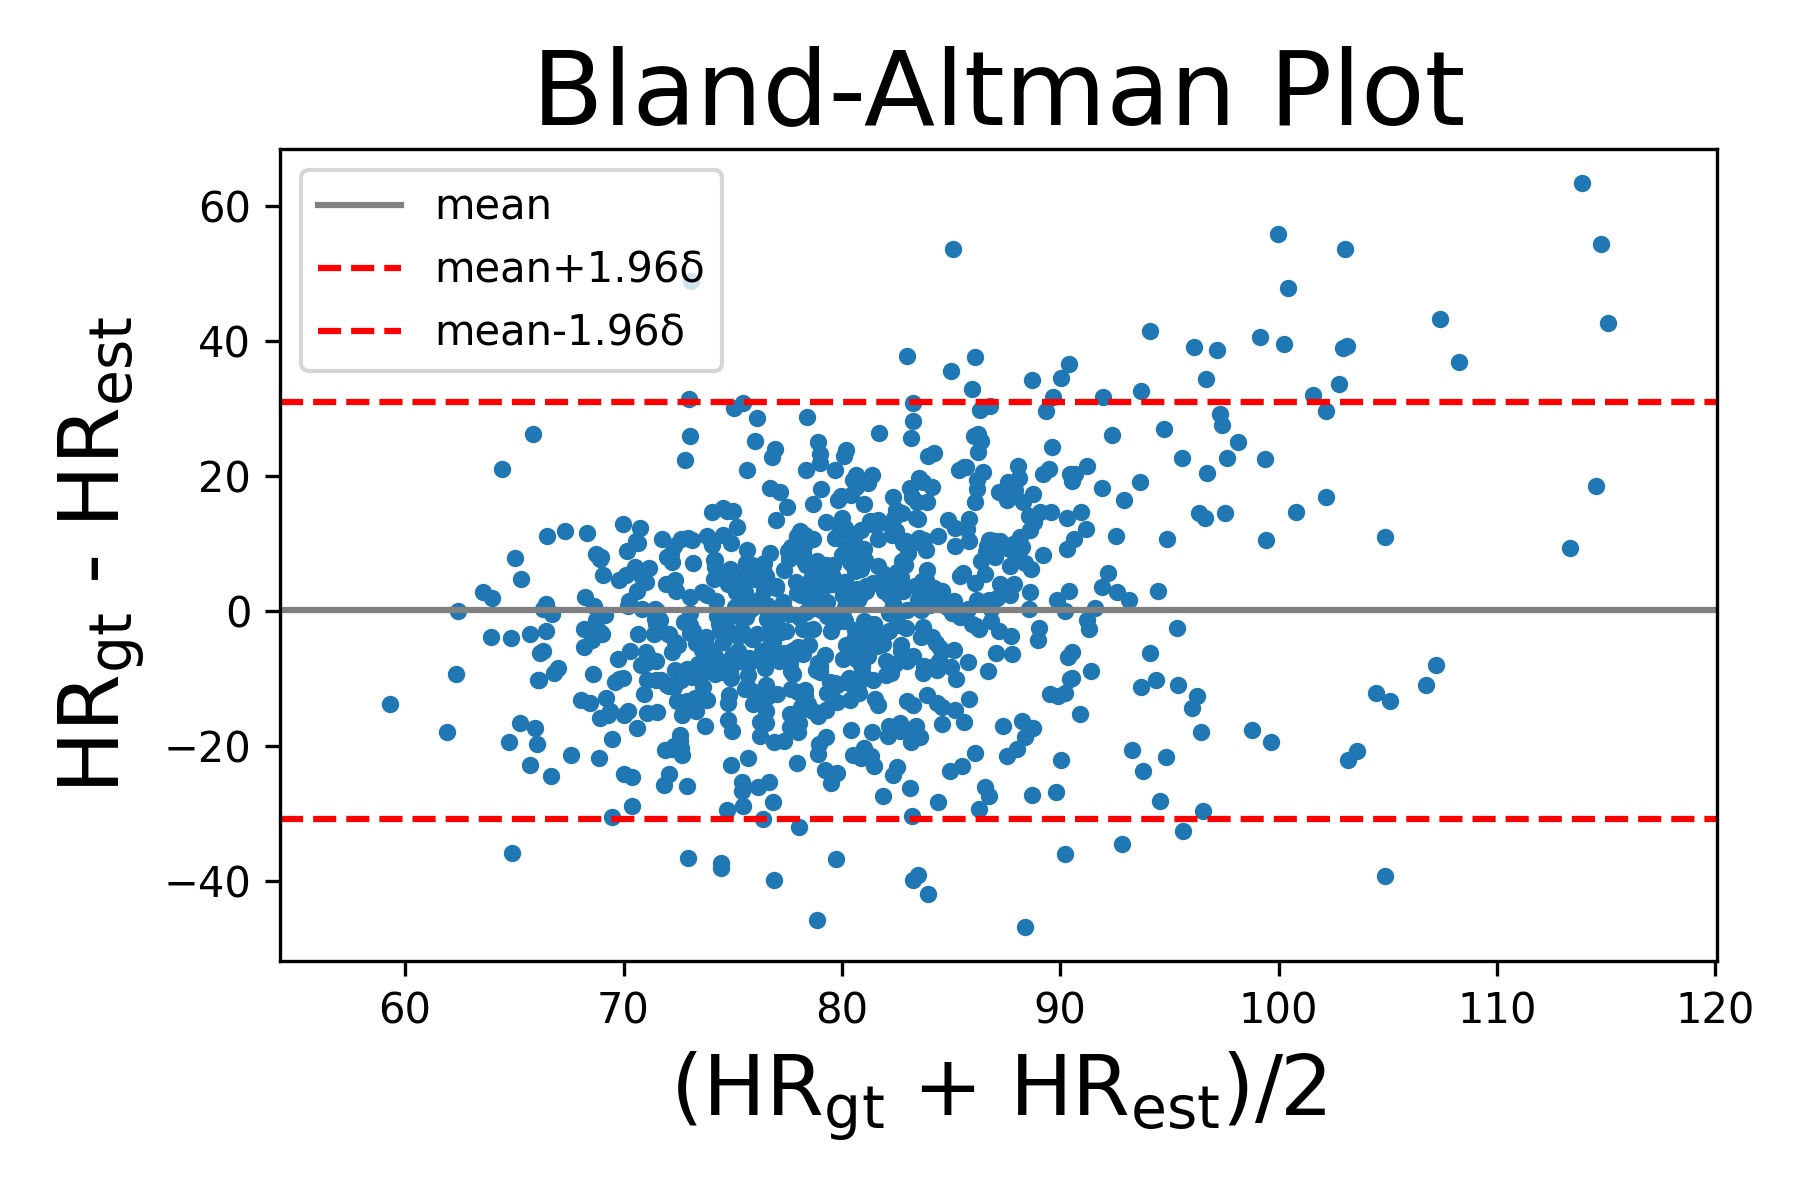 Bland-Altman Plot
mean
mean+1.96δ
mean-1.96δ
HRgt - HRest
60
40
20
0
−20
−40
60 70 80 90 100 110 120
(HRgt + HRest)/2